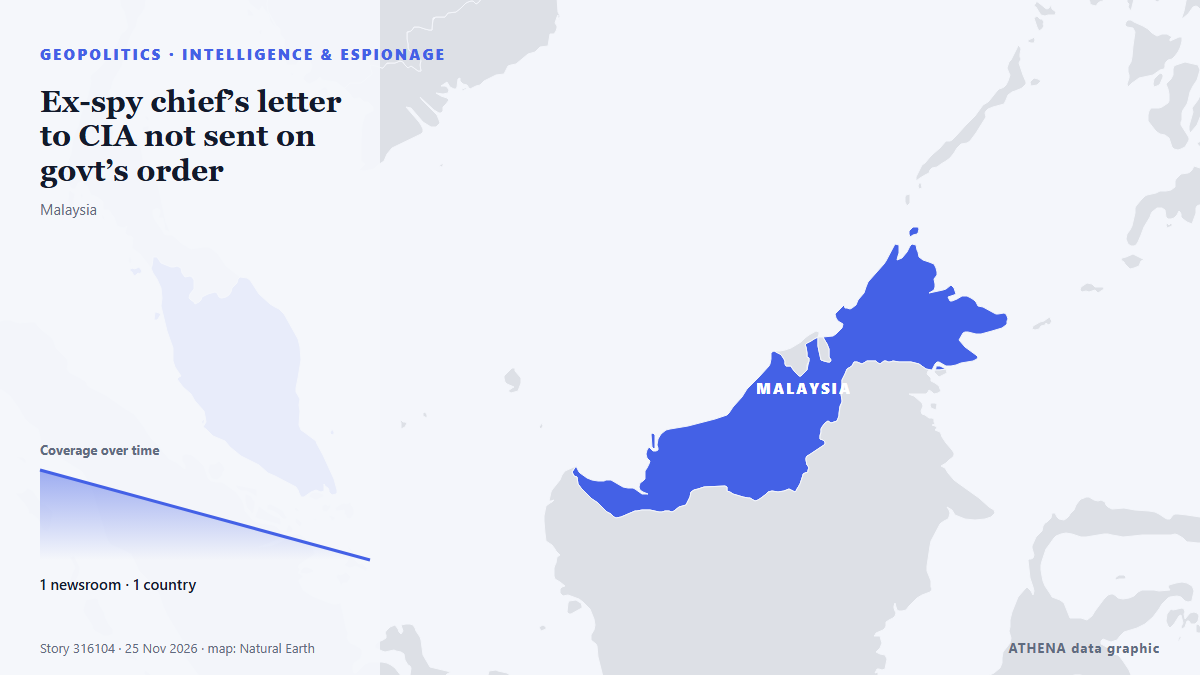 GEOPOLITICS · INTELLIGENCE & ESPIONAGE
Ex-spy chief’s letter
to CIA not sent on
govt’s order
Malaysia
MALAYSIA
Coverage over time
1 newsroom · 1 country
Story 316104 · 25 Nov 2026 · map: Natural Earth
ATHENA data graphic